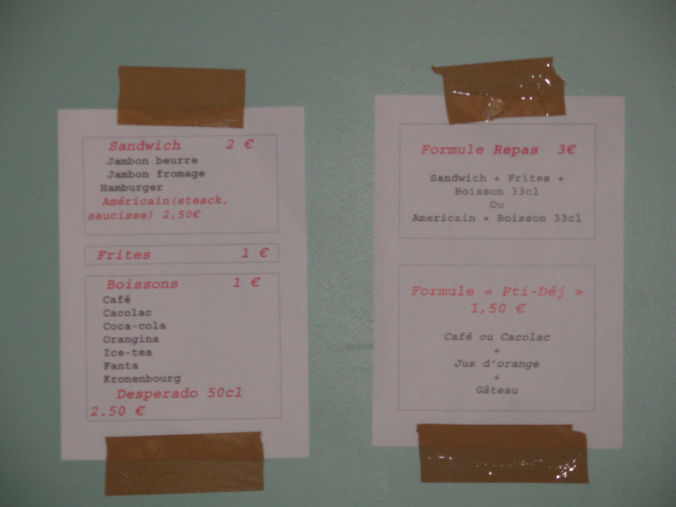 Sandwich 2 €
Jambon beurre
Jambon fromage
Hamburger
Américain(steack,
saucisse) 2,50€
Frites 1 €
Boissons 1 €
Café
Cacolac
Coca-cola
Orangina
Ice-tea
Fanta
Kronenbourg
Desperado 50cl
2.50 €
Formule Repas 3€
Sandwich + Frites +
Boisson 33cl
Ou
Americain + Boisson 33cl
Formule « Pti-Déj »
1,50 €
Café ou Cacolac
+
Jus d'orange
+
Gâteau